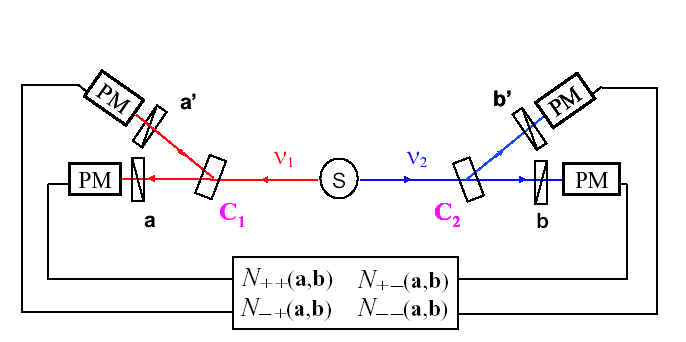 PM
a'
b'
PM
ν₁
ν₂
PM
S
PM
a
C₁
C₂
b
N₊₊(a,b) N₊₋(a,b)
N₋₊(a,b) N₋₋(a,b)